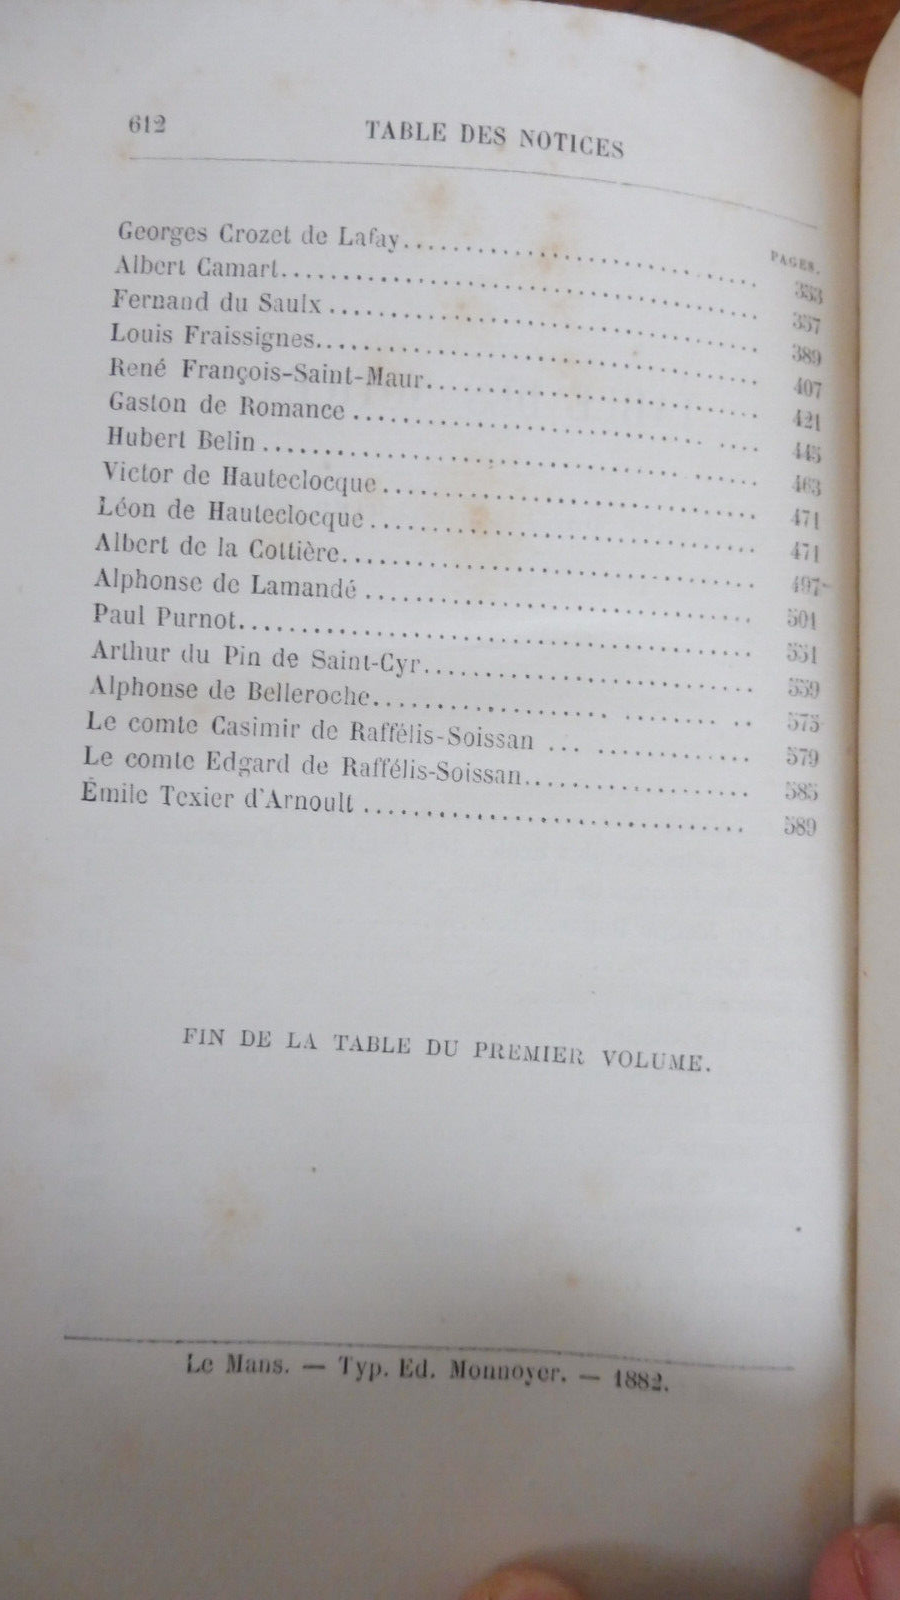 612 TABLE DES NOTICES
PAGES.
Georges Crozet de Lafay 353
Albert Camart 357
Fernand du Saulx 389
Louis Fraissignes 407
René François-Saint-Maur 421
Gaston de Romance 445
Hubert Belin 463
Victor de Hauteclocque 471
Léon de Hauteclocque 471
Albert de la Cottière 497
Alphonse de Lamandé 501
Paul Purnot 551
Arthur du Pin de Saint-Cyr 559
Alphonse de Belleroche 575
Le comte Casimir de Raffélis-Soissan 579
Le comte Edgard de Raffélis-Soissan 585
Émile Texier d'Arnoult 589
FIN DE LA TABLE DU PREMIER VOLUME.
Le Mans. — Typ. Ed. Monnoyer. — 1882.